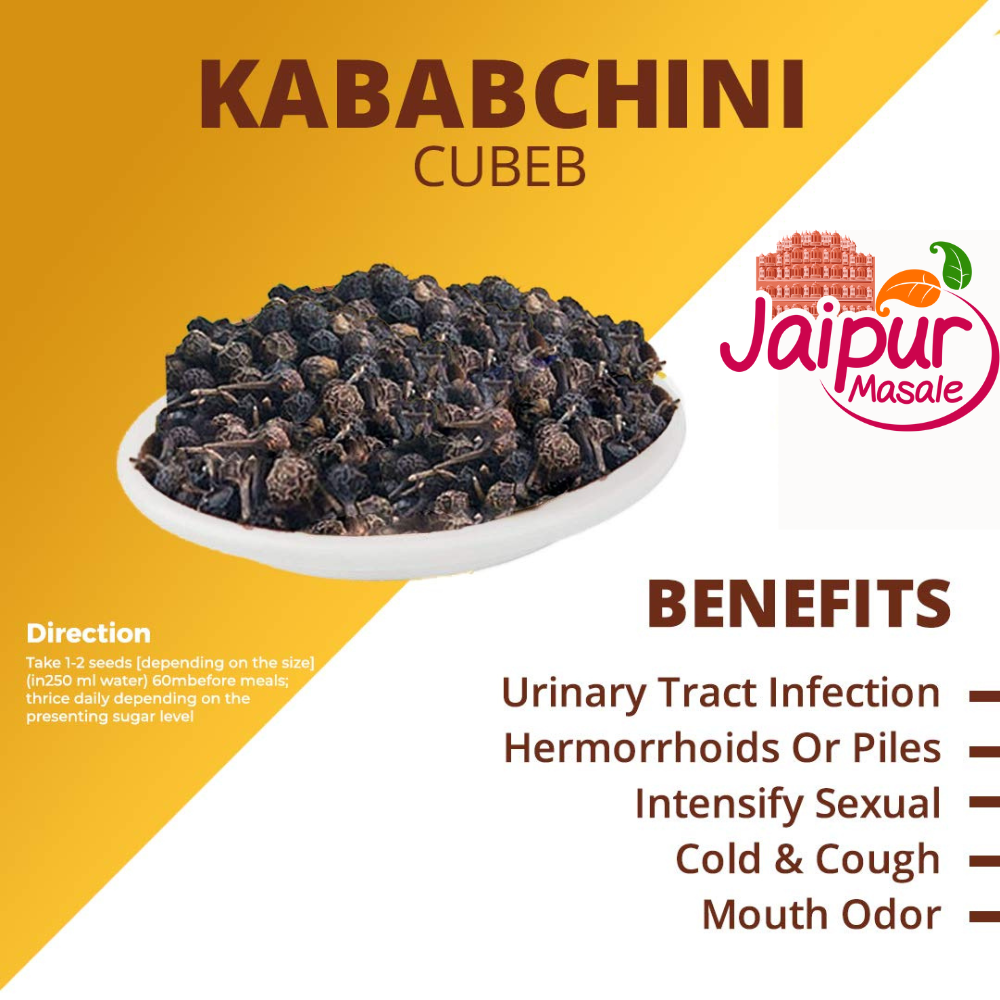 KABABCHINI
CUBEB
Jaipur
Masale
BENEFITS
Direction
Take 1-2 seeds [depending on the size]
(in250 ml water) 60mbefore meals;
thrice daily depending on the
presenting sugar level
Urinary Tract Infection
Hermorrhoids Or Piles
Intensify Sexual
Cold & Cough
Mouth Odor